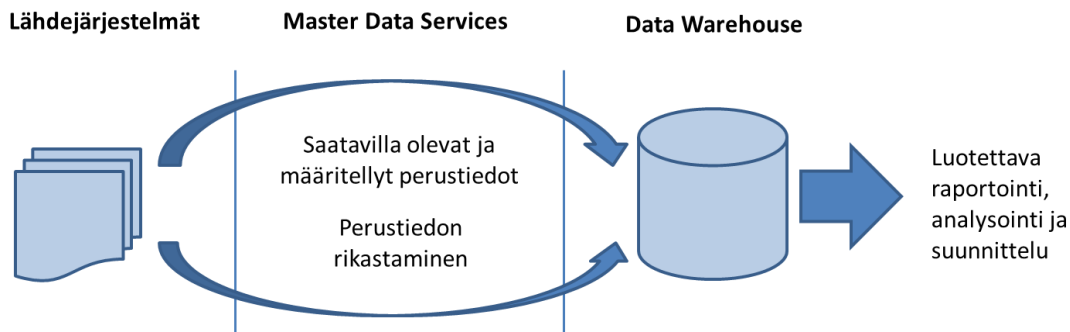 Lähdejärjestelmät
Master Data Services
Data Warehouse
Saatavilla olevat ja
määritellyt perustiedot
Perustiedon
rikastaminen
Luotettava
raportointi,
analysointi ja
suunnittelu